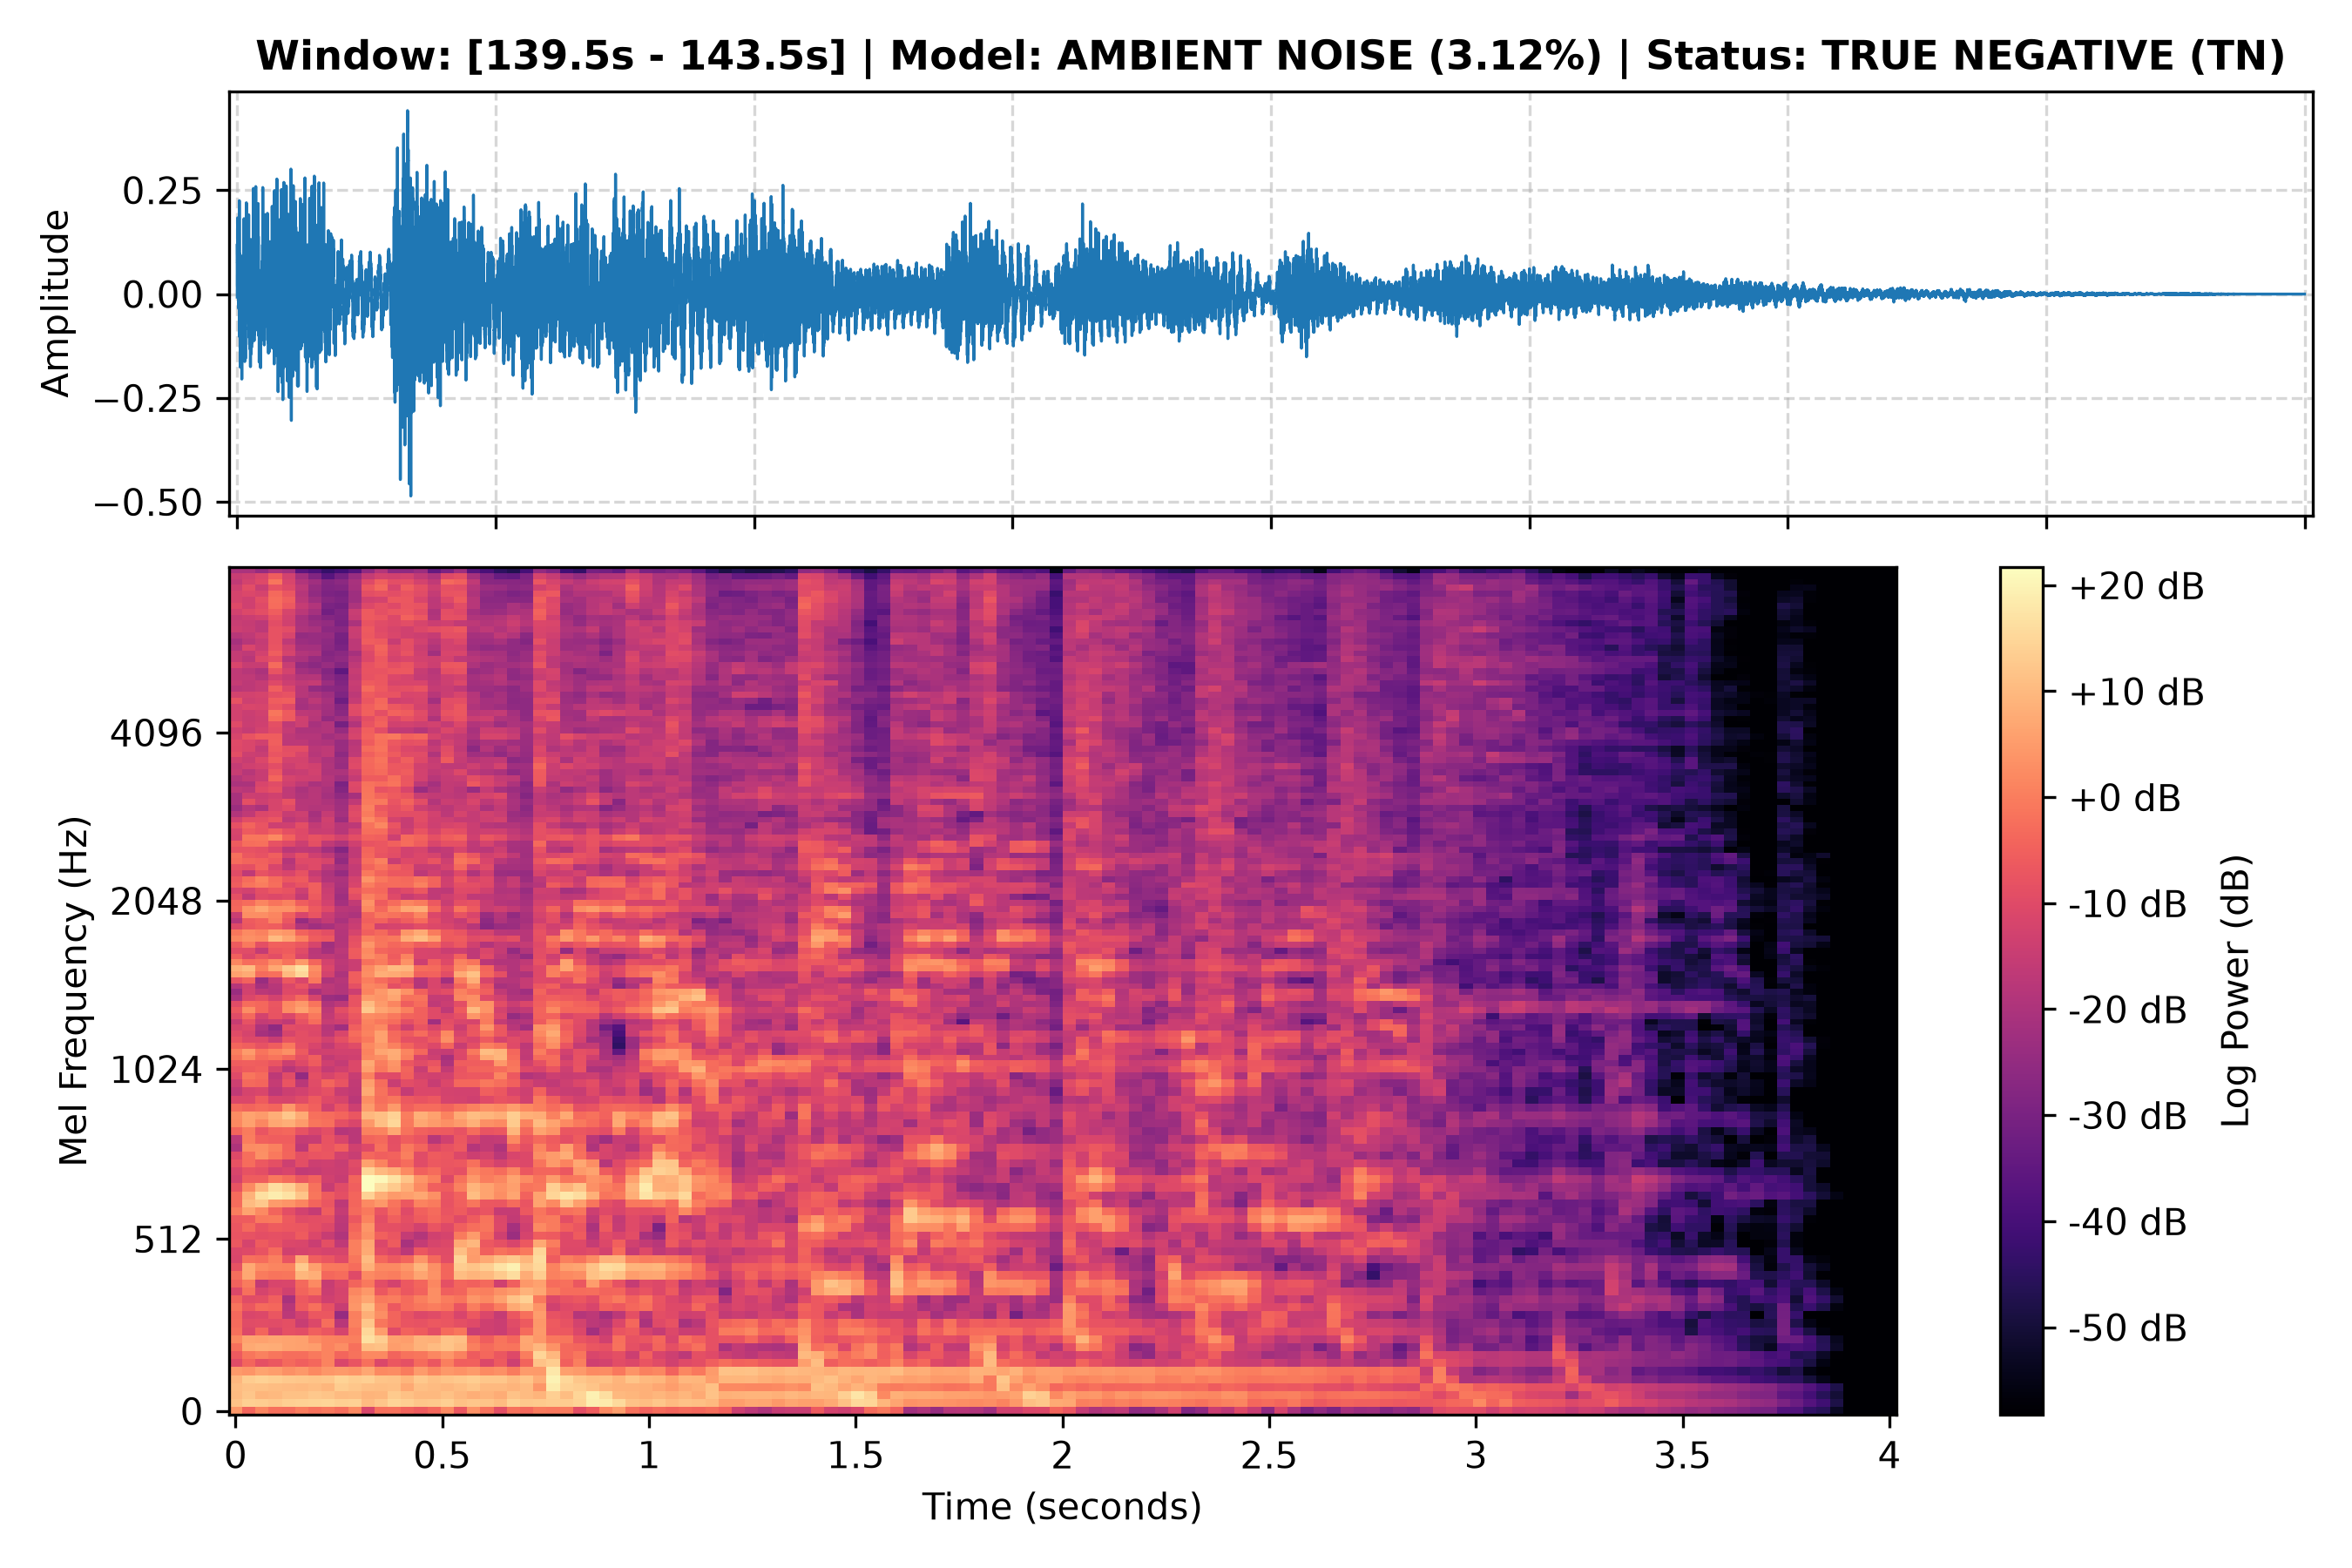 Window: [139.5s - 143.5s] | Model: AMBIENT NOISE (3.12%) | Status: TRUE NEGATIVE (TN)
Amplitude
0.25
0.00
−0.25
−0.50
Mel Frequency (Hz)
4096
2048
1024
512
0
0 0.5 1 1.5 2 2.5 3 3.5 4
Time (seconds)
+20 dB
+10 dB
+0 dB
-10 dB
-20 dB
-30 dB
-40 dB
-50 dB
Log Power (dB)